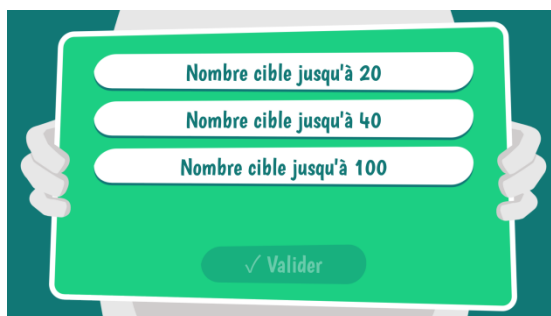 Nombre cible jusqu'à 20
Nombre cible jusqu'à 40
Nombre cible jusqu'à 100
✓ Valider